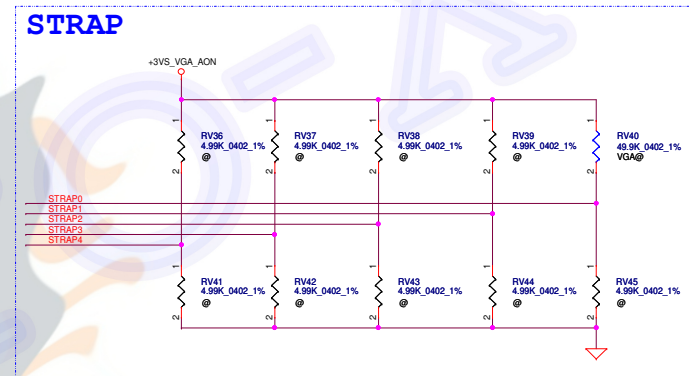 STRAP
+3VS_VGA_AON
1 1 1 1 1
RV36 RV37 RV38 RV39 RV40
4.99K_0402_1% 4.99K_0402_1% 4.99K_0402_1% 4.99K_0402_1% 49.9K_0402_1%
@ @ @ @ VGA@
2 2 2 2 2
STRAP0
STRAP1
STRAP2
STRAP3
STRAP4
1 1 1 1 1
RV41 RV42 RV43 RV44 RV45
4.99K_0402_1% 4.99K_0402_1% 4.99K_0402_1% 4.99K_0402_1% 4.99K_0402_1%
@ @ @ @ @
2 2 2 2 2